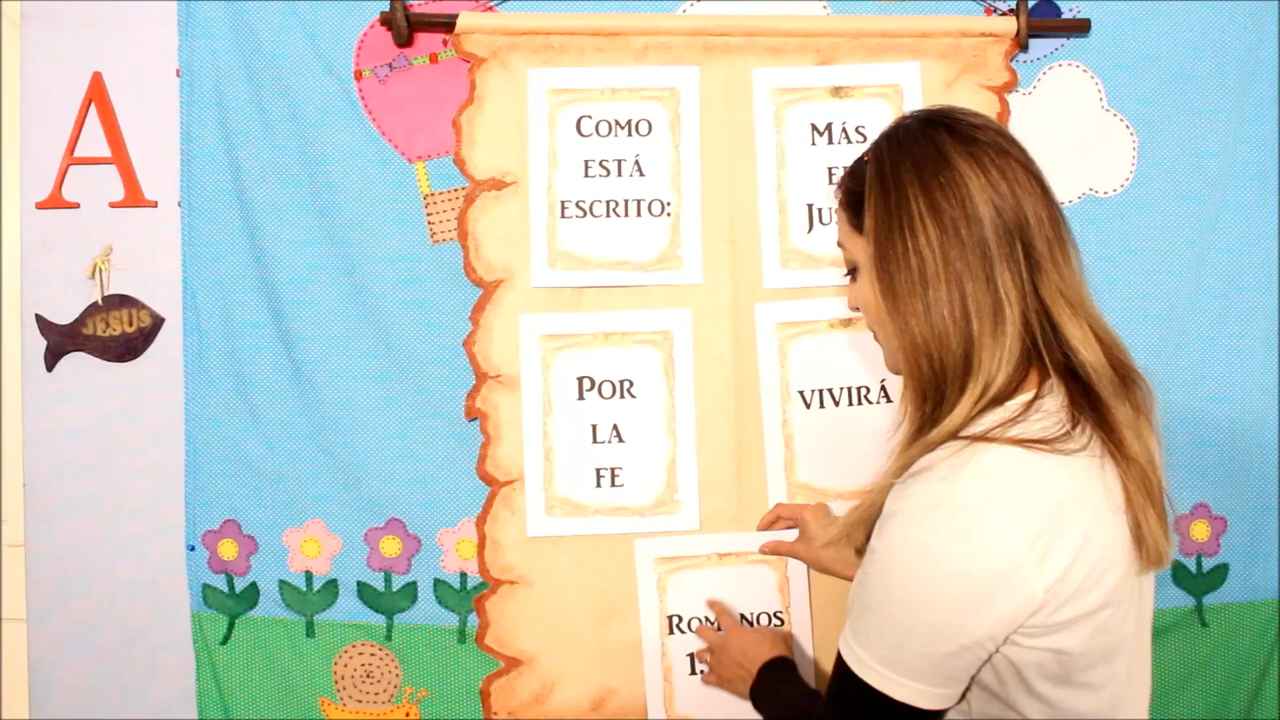 A
JESUS
COMO
ESTÁ
ESCRITO:
MÁS
POR
LA
FE
VIVIRÁ